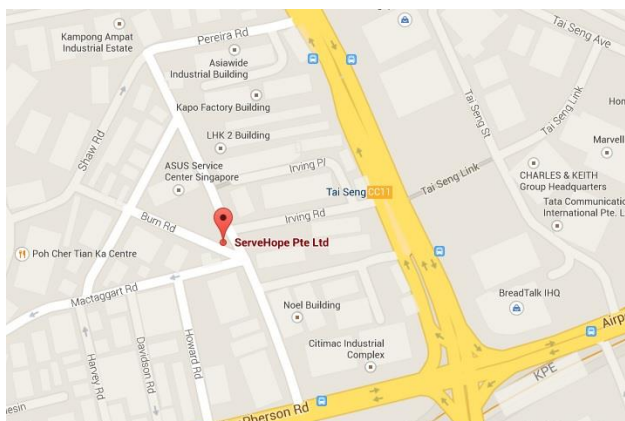 Kampong Ampat
Industrial Estate
Pereira Rd
Asiawide
Industrial Building
Tai Seng Ave
Kapo Factory Building
Shaw Rd
LHK 2 Building
Tai Seng St
Tai Seng Link
Hom
Marvell
ASUS Service
Center Singapore
Irving Pl
Tai Seng CC11
Tai Seng Link
CHARLES & KEITH
Group Headquarters
Tata Communication
International Pte. L
Burn Rd
Irving Rd
ServeHope Pte Ltd
Poh Cher Tian Ka Centre
Mactaggart Rd
Noel Building
BreadTalk IHQ
Citimac Industrial
Complex
Airp
KPE
Harvey Rd
Davidson Rd
Howard Rd
esin
Pherson Rd